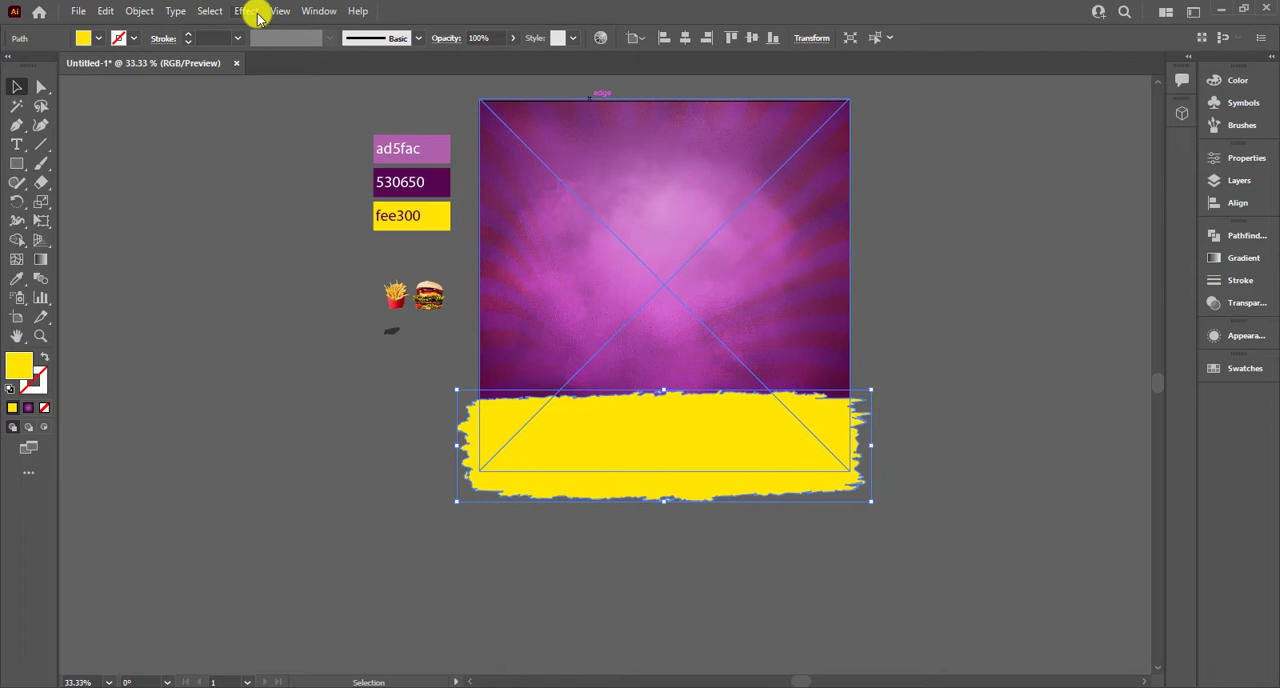 Ai File Edit Object Type Select Effect View Window Help
Path Stroke: Basic Opacity: 100% Style: Transform
Untitled-1* @ 33.33 % (RGB/Preview) ×
edge
ad5fac
530650
fee300
Color
Symbols
Brushes
Properties
Layers
Align
Pathfind...
Gradient
Stroke
Transpar...
Appeara...
Swatches
33.33% 0° 1 Selection